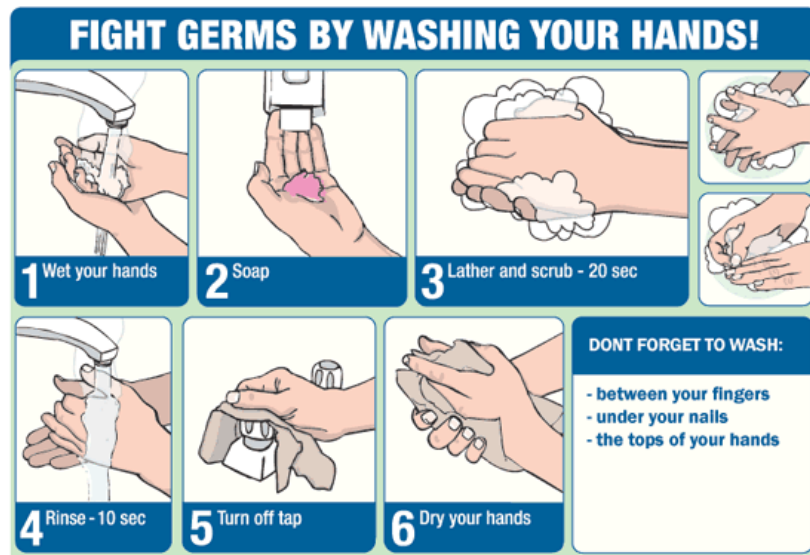 FIGHT GERMS BY WASHING YOUR HANDS!
1 Wet your hands
2 Soap
3 Lather and scrub - 20 sec
4 Rinse - 10 sec
5 Turn off tap
6 Dry your hands
DONT FORGET TO WASH:
- between your fingers
- under your nails
- the tops of your hands